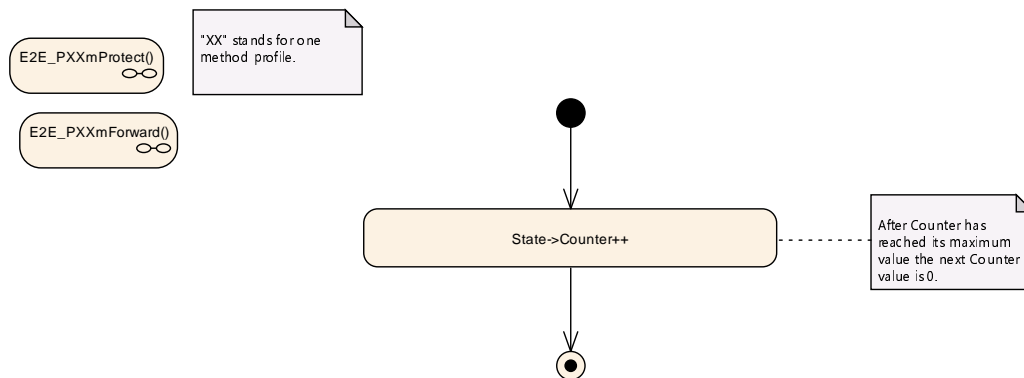 "XX" stands for one
method profile.
E2E_PXXmProtect()
E2E_PXXmForward()
State->Counter++
After Counter has
reached its maximum
value the next Counter
value is 0.